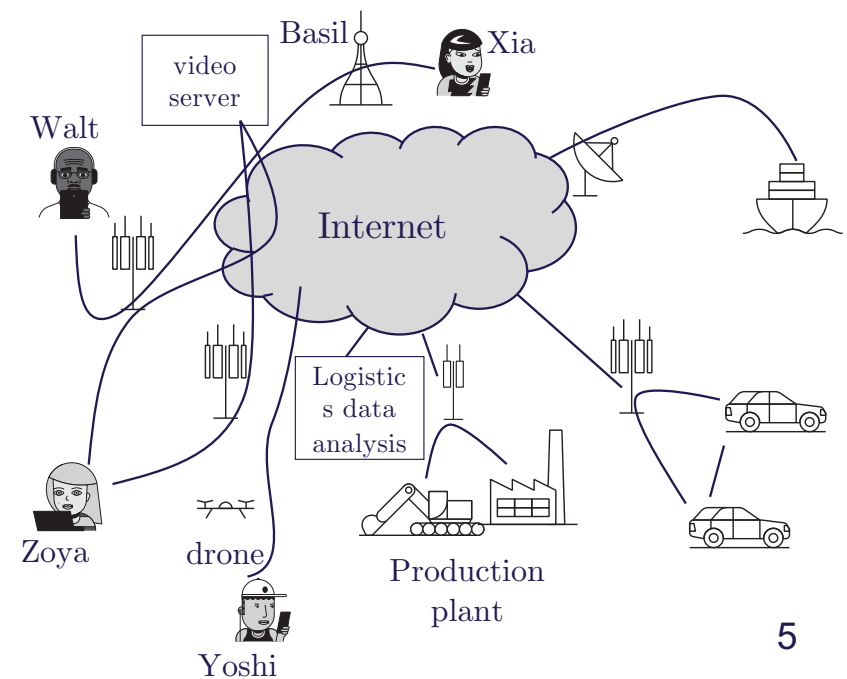 Basil
Xia
video
server
Walt
Internet
Logistic
s data
analysis
Zoya
drone
Production
plant
Yoshi
5